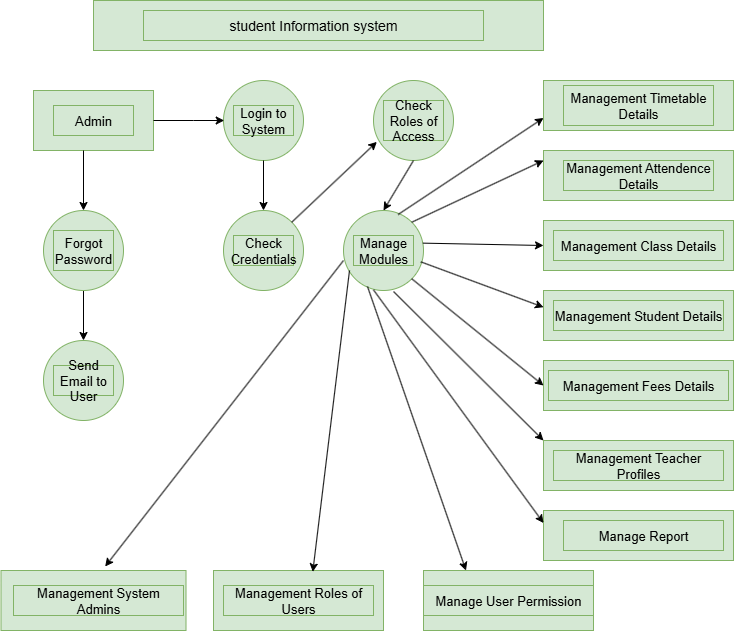 student Information system
Admin
Login to
System
Check
Roles of
Access
Management Timetable
Details
Management Attendence
Details
Forgot
Password
Check
Credentials
Manage
Modules
Management Class Details
Management Student Details
Send
Email to
User
Management Fees Details
Management Teacher
Profiles
Manage Report
Management System
Admins
Management Roles of
Users
Manage User Permission